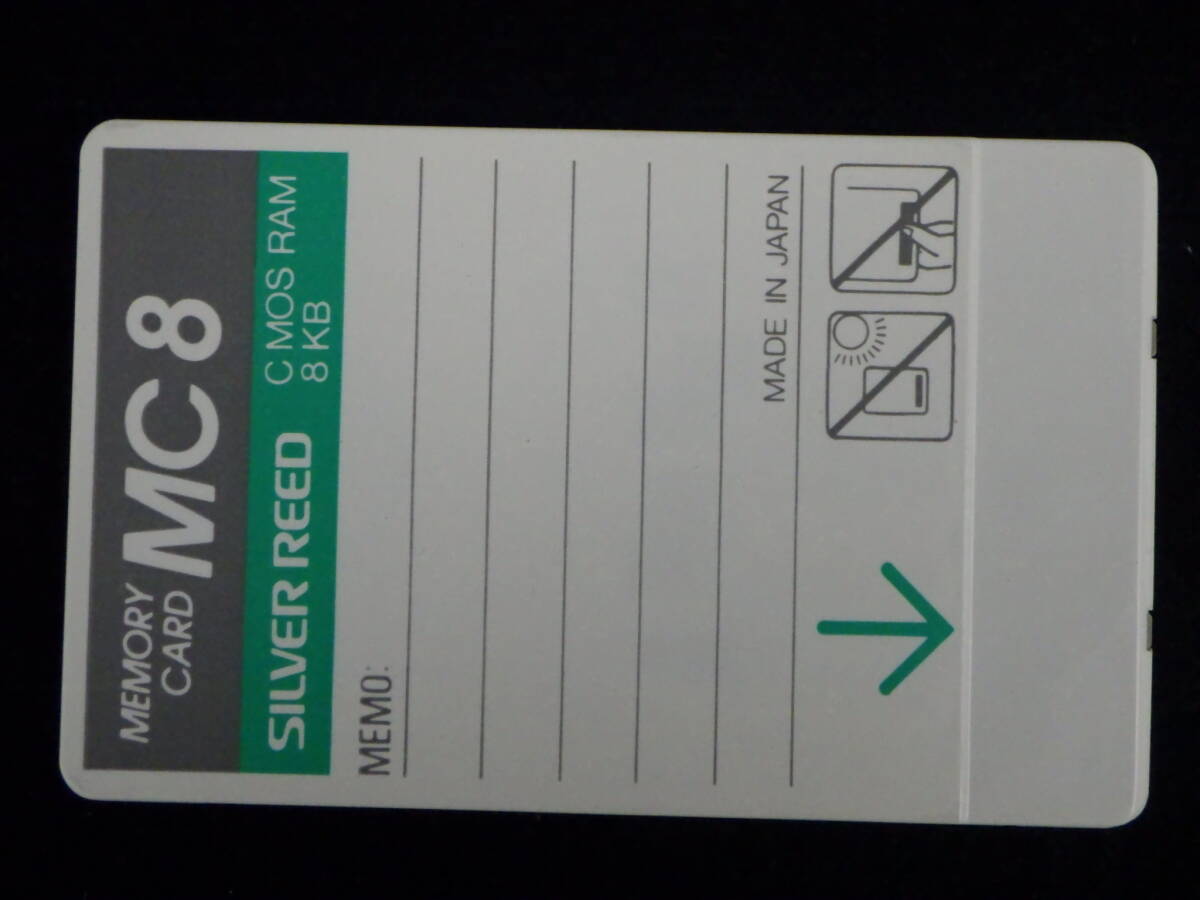 MEMORY
CARD
MC 8
SILVER REED
C MOS RAM
8 KB
MEMO:
MADE IN JAPAN